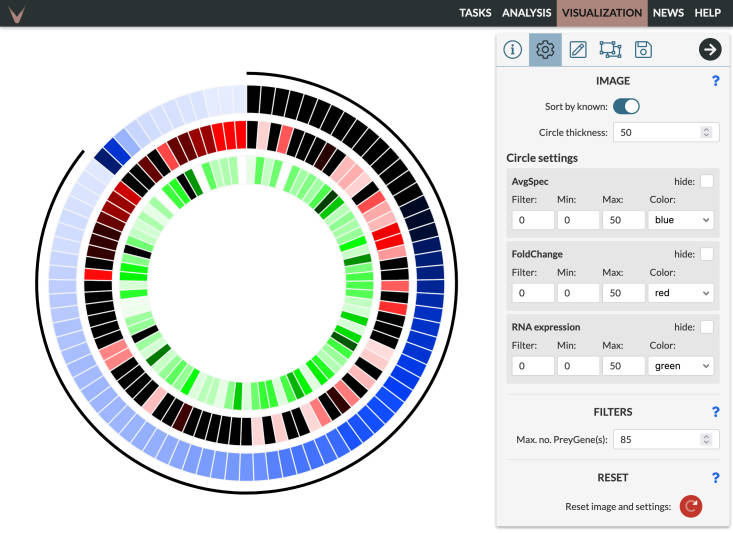 TASKS ANALYSIS VISUALIZATION NEWS HELP
IMAGE ?
Sort by known:
Circle thickness: 50
Circle settings
AvgSpec hide:
Filter: Min: Max: Color:
0 0 50 blue
FoldChange hide:
Filter: Min: Max: Color:
0 0 50 red
RNA expression hide:
Filter: Min: Max: Color:
0 0 50 green
FILTERS ?
Max. no. PreyGene(s): 85
RESET ?
Reset image and settings: